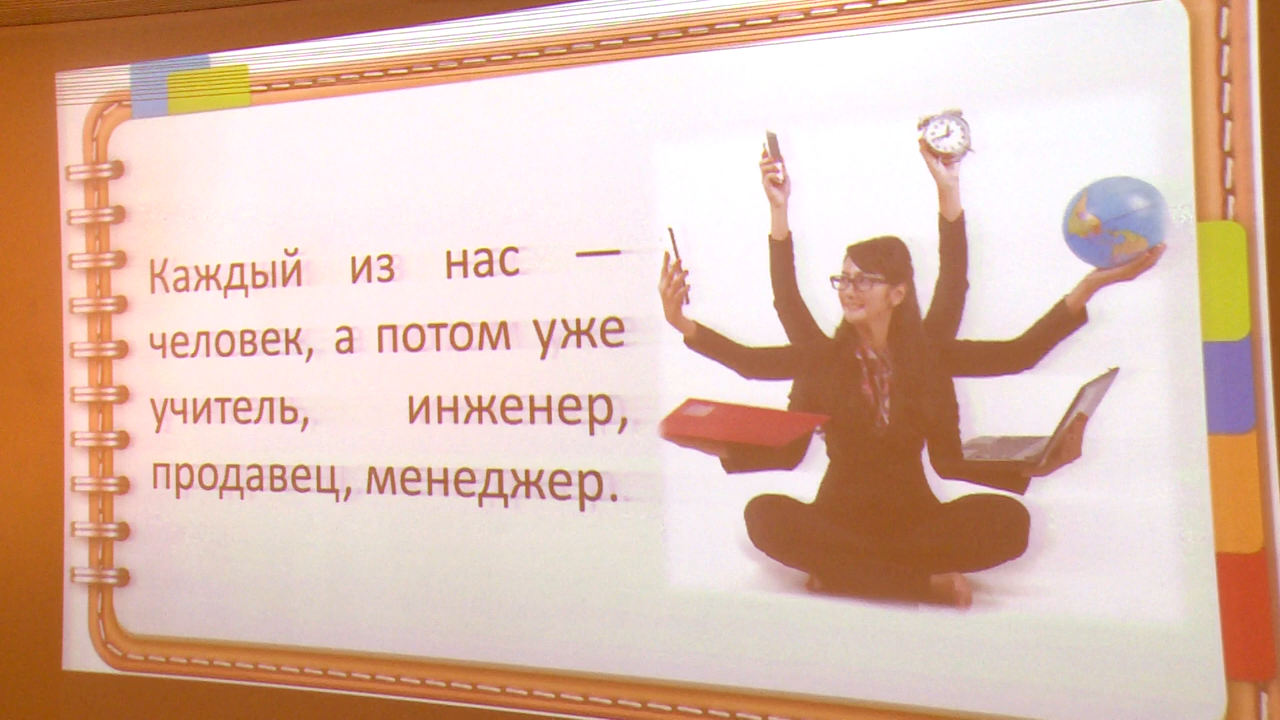 Каждый из нас —
человек, а потом уже
учитель, инженер,
продавец, менеджер.